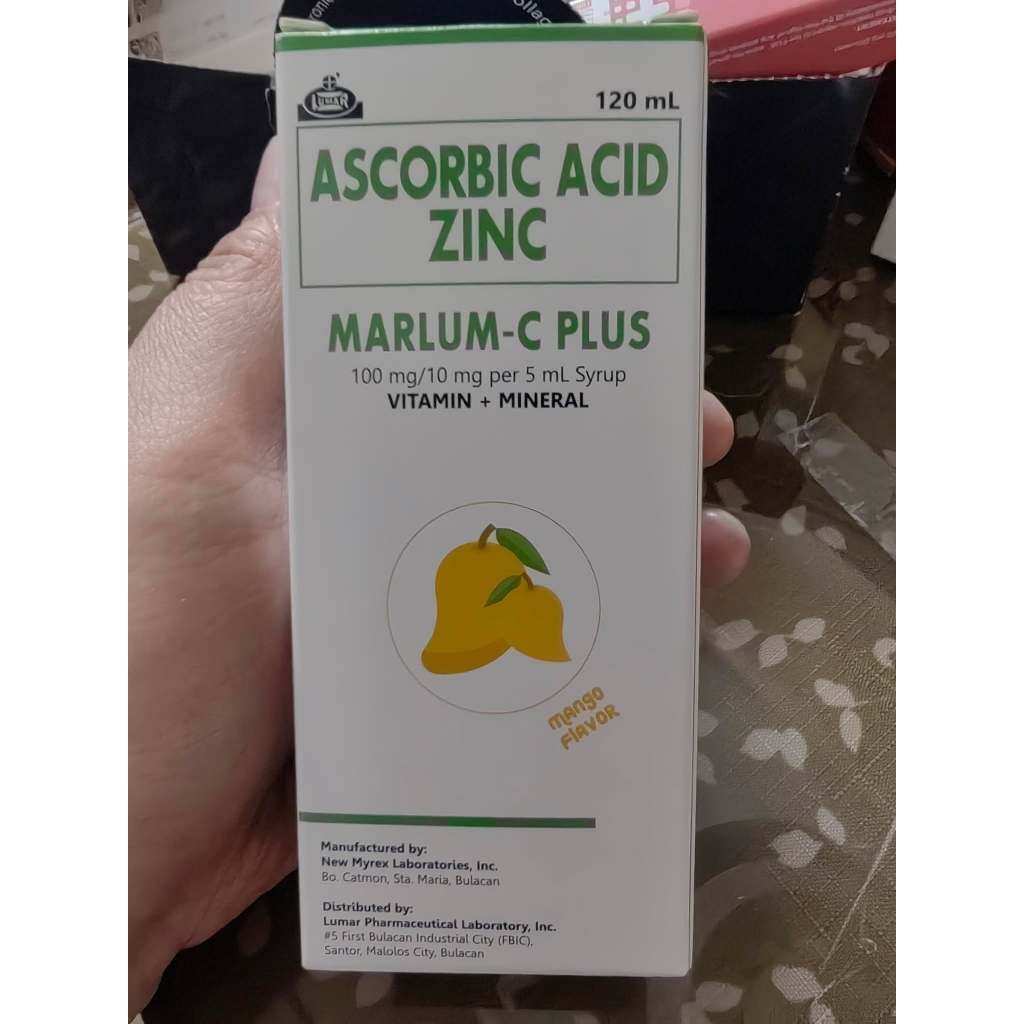 LUMAR
120 mL
ASCORBIC ACID
ZINC
MARLUM-C PLUS
100 mg/10 mg per 5 mL Syrup
VITAMIN + MINERAL
mango
FLAVOR
Manufactured by:
New Myrex Laboratories, Inc.
Bo. Catmon, Sta. Maria, Bulacan
Distributed by:
Lumar Pharmaceutical Laboratory, Inc.
#5 First Bulacan Industrial City (FBIC),
Santor, Malolos City, Bulacan